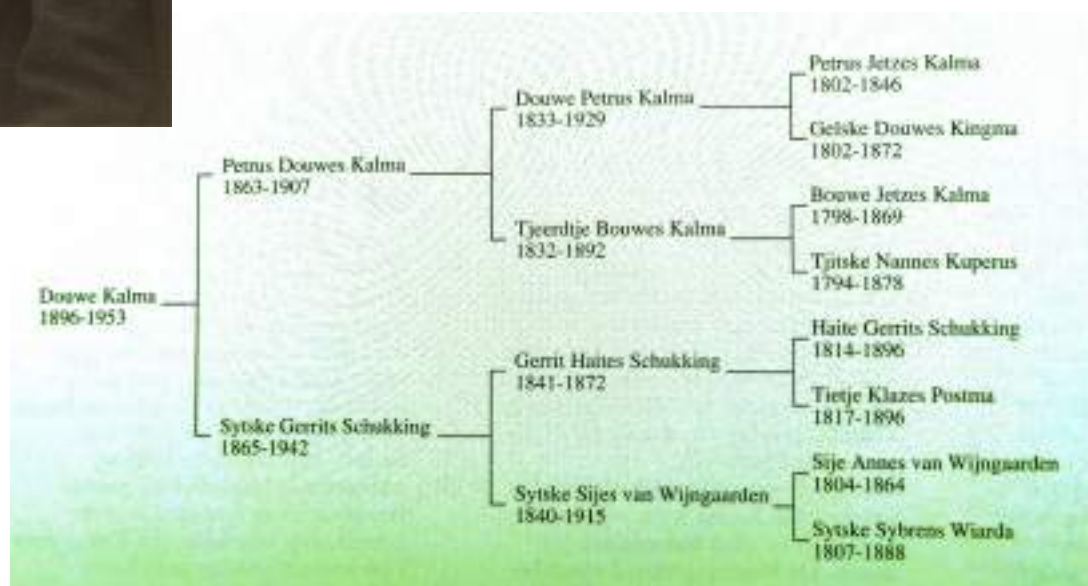 Douwe Kalma
1896-1953
Petrus Douwes Kalma
1863-1907
Sytske Gerrits Schukking
1865-1942
Douwe Petrus Kalma
1833-1929
Tjeerdtje Bouwes Kalma
1832-1892
Gerrit Haites Schukking
1841-1872
Sytske Sijes van Wijngaarden
1840-1915
Petrus Jetzes Kalma
1802-1846
Gelske Douwes Kingma
1802-1872
Bouwe Jetzes Kalma
1798-1869
Tjitske Nannes Kuperus
1794-1878
Haite Gerrits Schukking
1814-1896
Tietje Klazes Postma
1817-1896
Sije Annes van Wijngaarden
1804-1864
Sytske Sybrens Wiarda
1807-1888